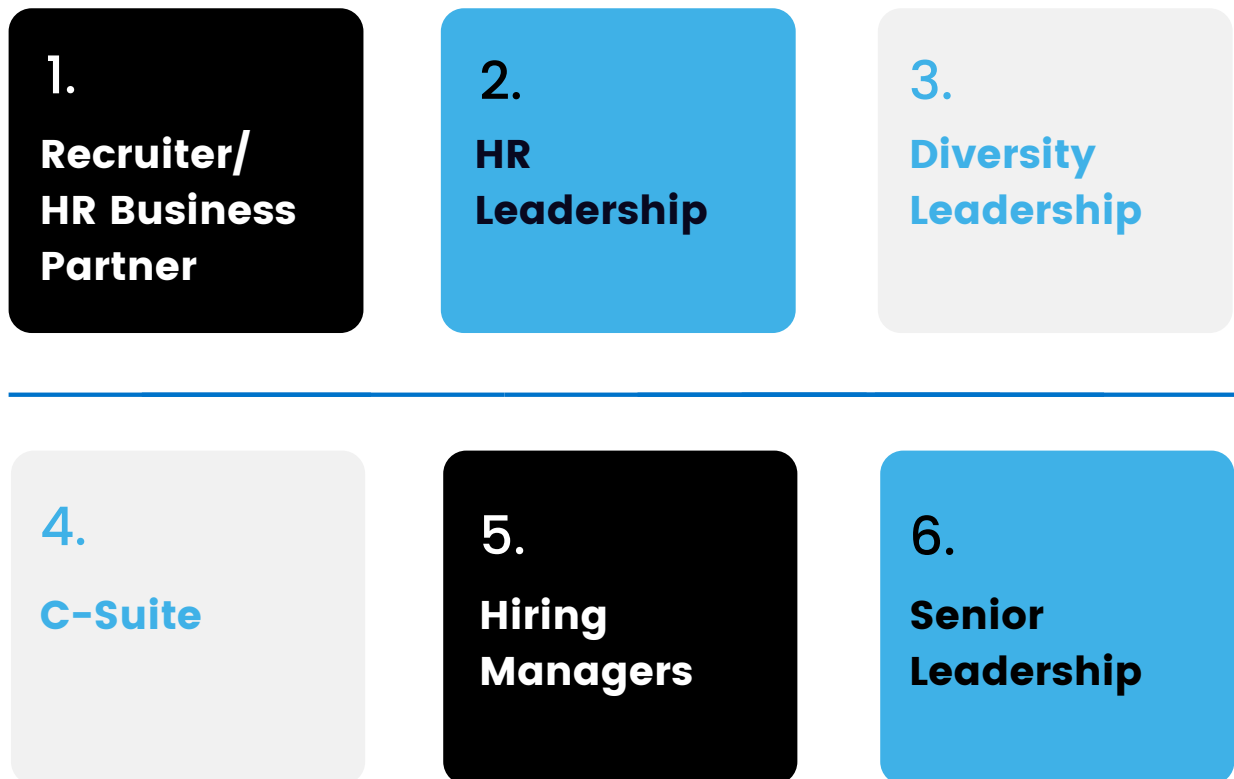 1.
Recruiter/
HR Business
Partner
2.
HR
Leadership
3.
Diversity
Leadership
4.
C-Suite
5.
Hiring
Managers
6.
Senior
Leadership